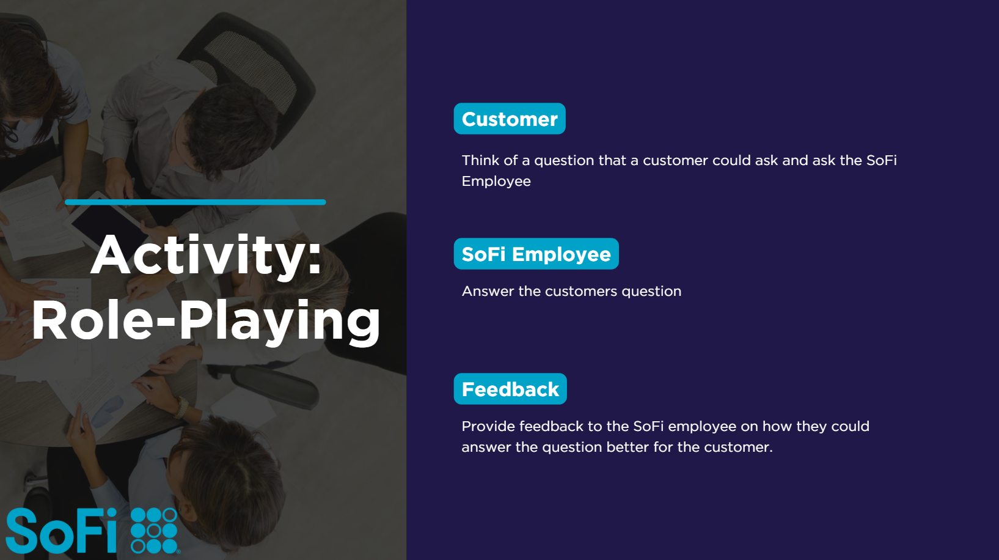 Activity:
Role-Playing
Customer
Think of a question that a customer could ask and ask the SoFi
Employee
SoFi Employee
Answer the customers question
Feedback
Provide feedback to the SoFi employee on how they could
answer the question better for the customer.
SoFi